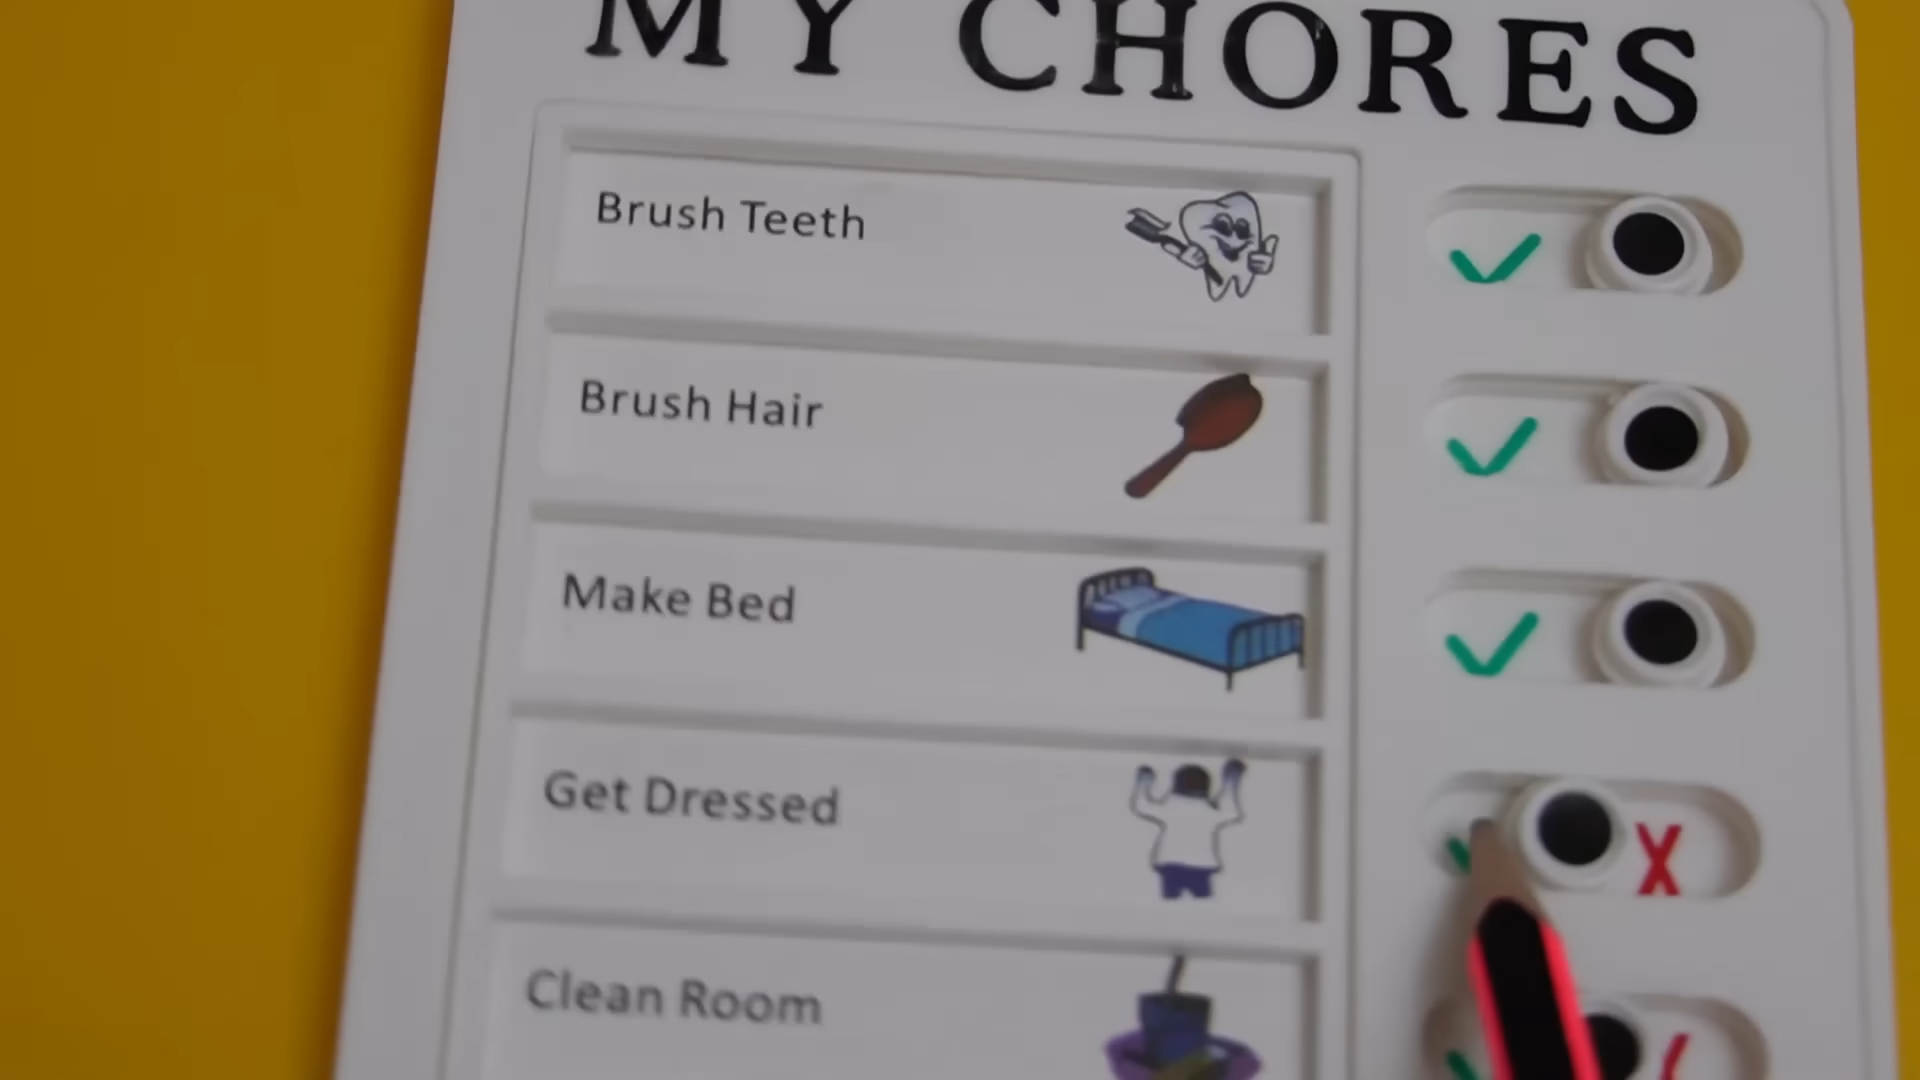 MY CHORES
Brush Teeth
Brush Hair
Make Bed
Get Dressed
X
Clean Room